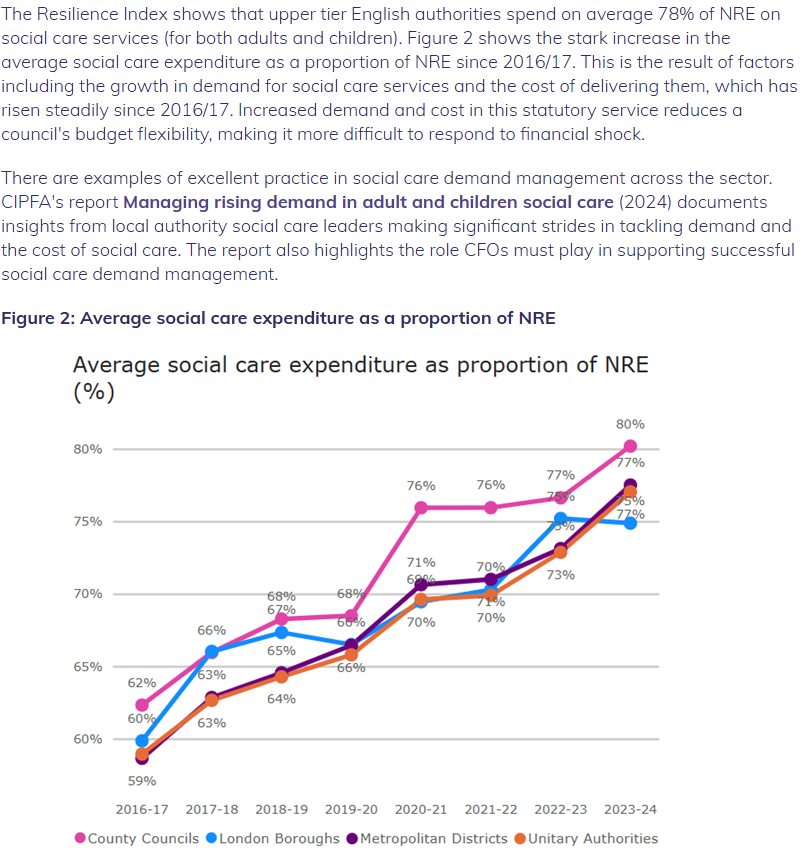 The Resilience Index shows that upper tier English authorities spend on average 78% of NRE on
social care services (for both adults and children). Figure 2 shows the stark increase in the
average social care expenditure as a proportion of NRE since 2016/17. This is the result of factors
including the growth in demand for social care services and the cost of delivering them, which has
risen steadily since 2016/17. Increased demand and cost in this statutory service reduces a
council's budget flexibility, making it more difficult to respond to financial shock.
There are examples of excellent practice in social care demand management across the sector.
CIPFA's report Managing rising demand in adult and children social care (2024) documents
insights from local authority social care leaders making significant strides in tackling demand and
the cost of social care. The report also highlights the role CFOs must play in supporting successful
social care demand management.
Figure 2: Average social care expenditure as a proportion of NRE
Average social care expenditure as proportion of NRE
(%)
80%
80%
77%
77%
76%
76%
75%
75%
75%
77%
73%
73%
71%
70%
69%
71%
70%
70%
70%
68%
68%
67%
66%
66%
66%
65%
65%
64%
63%
63%
62%
60%
60%
59%
2016-17 2017-18 2018-19 2019-20 2020-21 2021-22 2022-23 2023-24
County Councils London Boroughs Metropolitan Districts Unitary Authorities